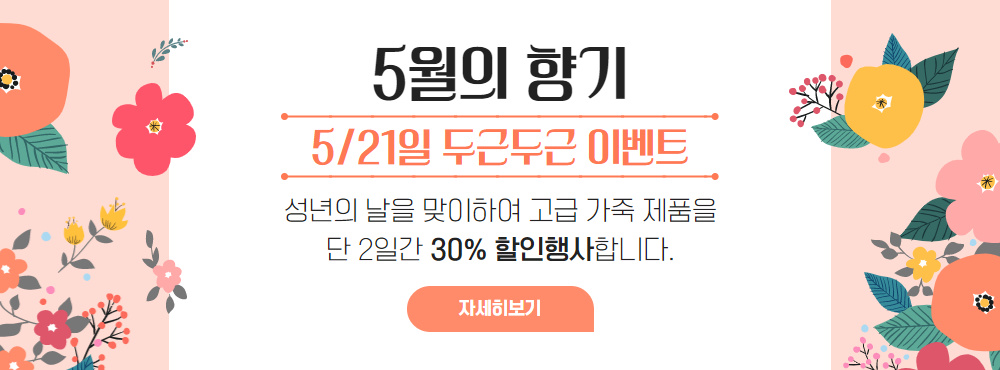 5월의 향기
5/21일 두근두근 이벤트
성년의 날을 맞이하여 고급 가죽 제품을
단 2일간 30% 할인행사합니다.
자세히보기